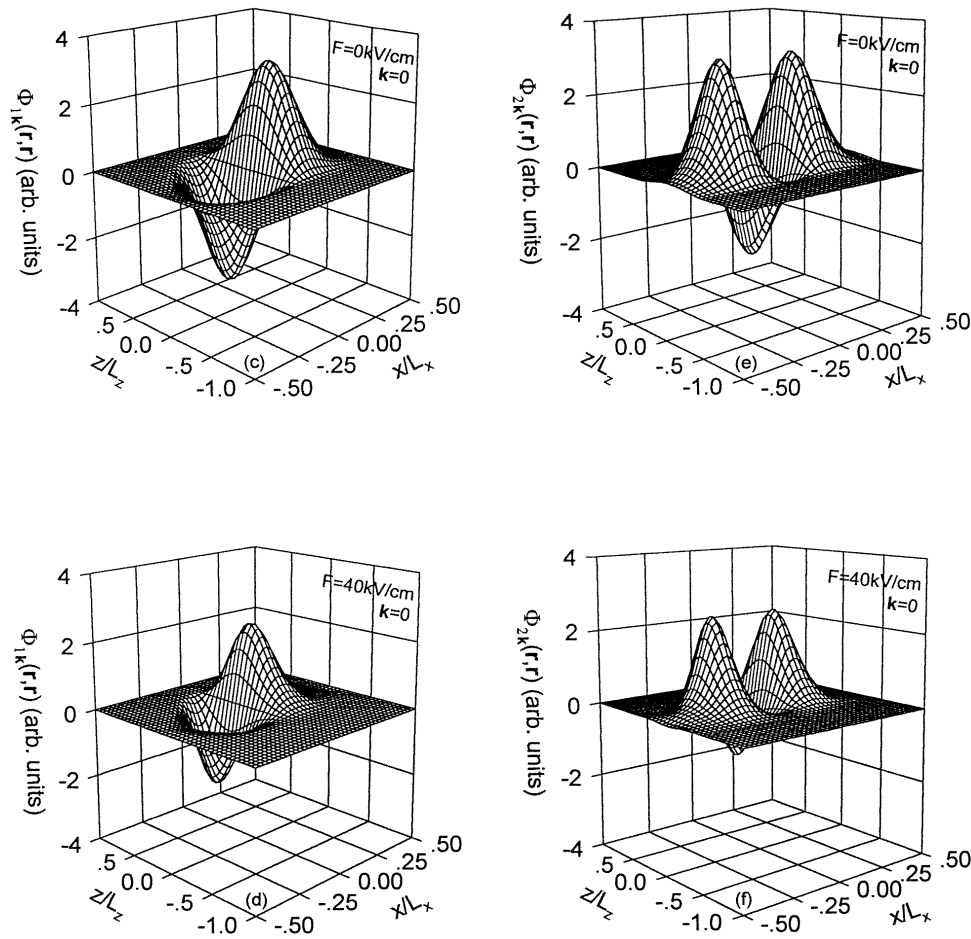 F=0kV/cm
k=0
Φ1k(r,r) (arb. units)
4
2
0
-2
-4
.5
0.0
-.5
-1.0
z/Lz
(c)
-.50
-.25
0.00
.25
.50
x/Lx
F=0kV/cm
k=0
Φ2k(r,r) (arb. units)
4
2
0
-2
-4
.5
0.0
-.5
-1.0
z/Lz
(e)
-.50
-.25
0.00
.25
.50
x/Lx
F=40kV/cm
k=0
Φ1k(r,r) (arb. units)
4
2
0
-2
-4
.5
0.0
-.5
-1.0
z/Lz
(d)
-.50
-.25
0.00
.25
.50
x/Lx
F=40kV/cm
k=0
Φ2k(r,r) (arb. units)
4
2
0
-2
-4
.5
0.0
-.5
-1.0
z/Lz
(f)
-.50
-.25
0.00
.25
.50
x/Lx